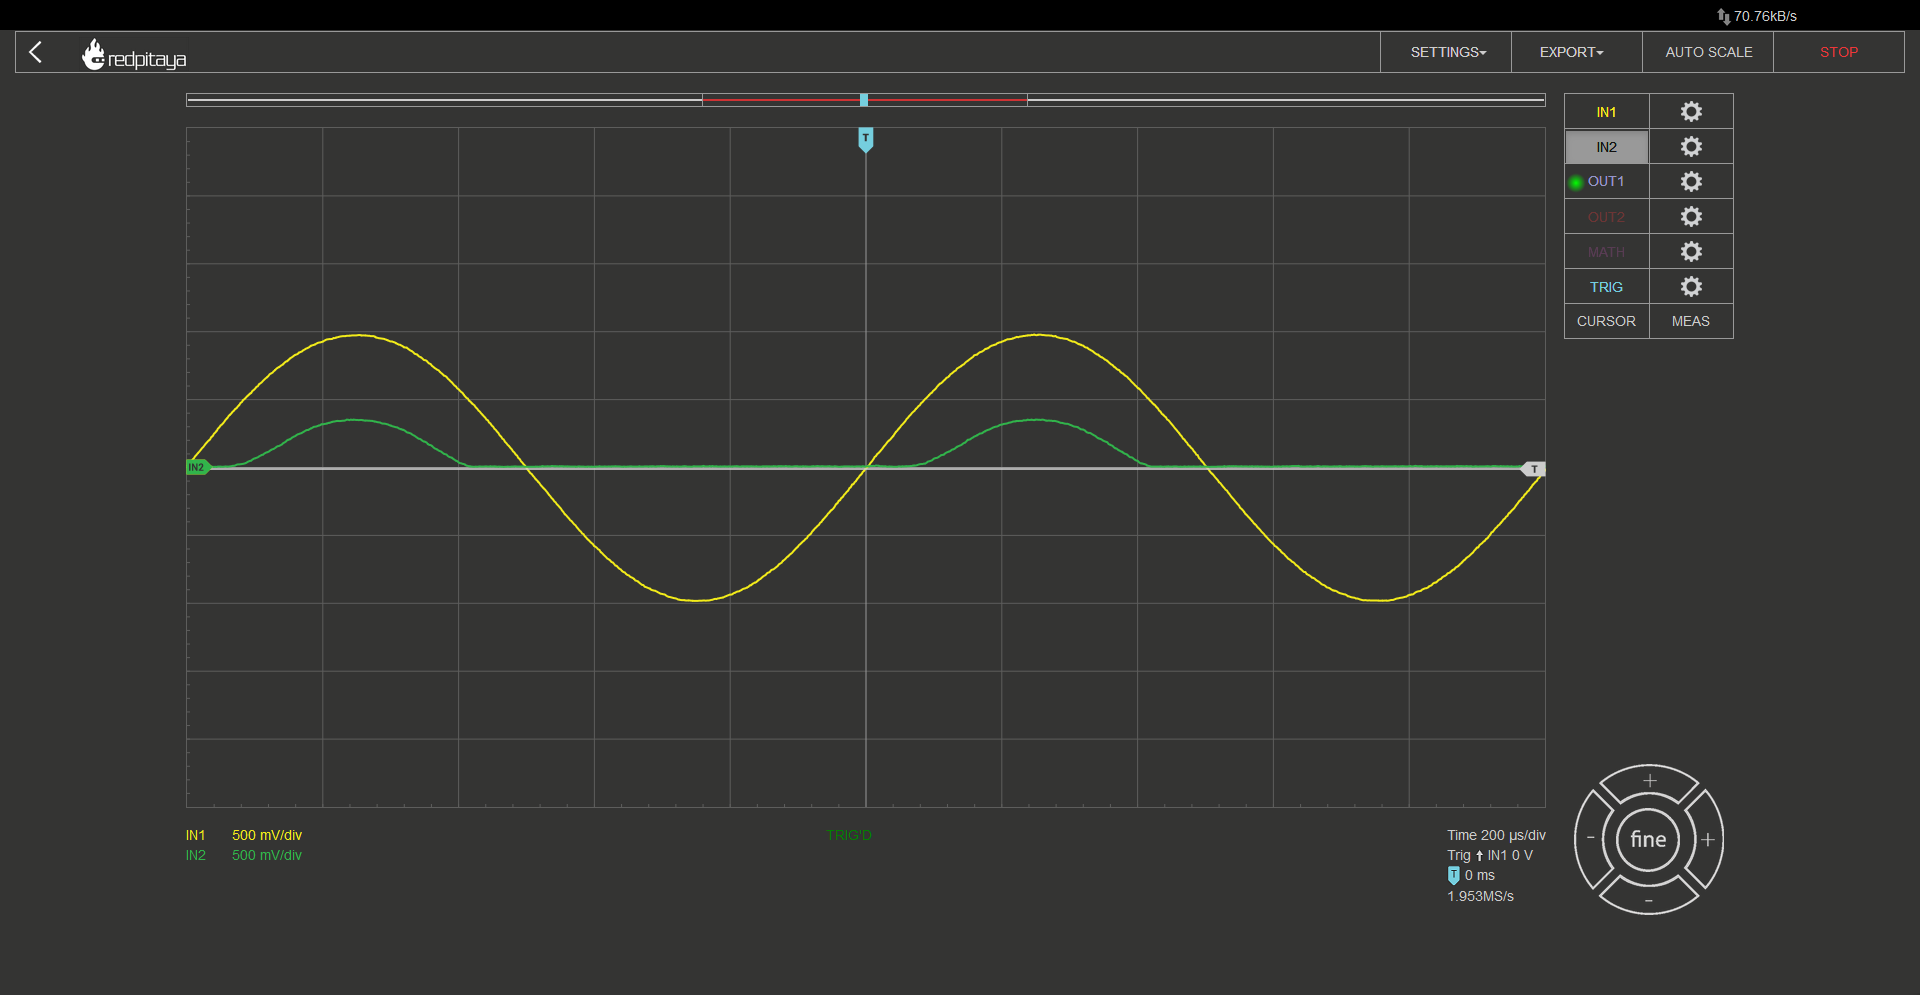 70.76kB/s
redpitaya
SETTINGS
EXPORT
AUTO SCALE
STOP
T
IN1
IN2
OUT1
OUT2
MATH
TRIG
CURSOR MEAS
IN2
T
IN1 500 mV/div
IN2 500 mV/div
TRIG'D
Time 200 µs/div
Trig IN1 0 V
T 0 ms
1.953MS/s
+
- fine +
-